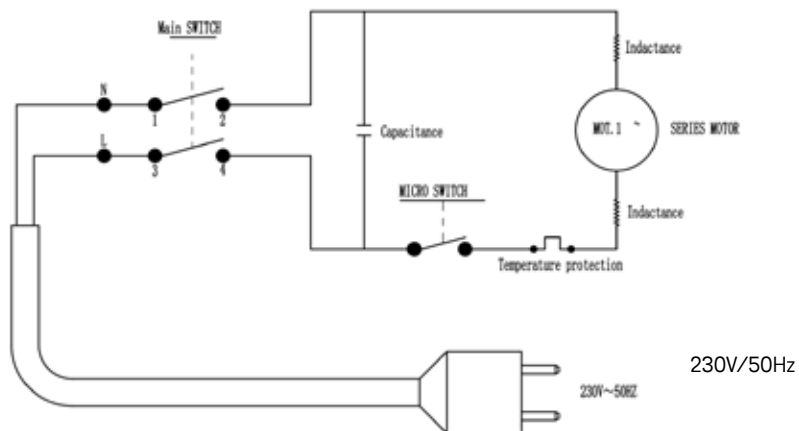 Main SWITCH
N
1
2
L
3
4
Capacitance
Indactance
MOT.1 ~
SERIES MOTOR
MICRO SWITCH
Indactance
Temperature protection
230V~50HZ
230V/50Hz